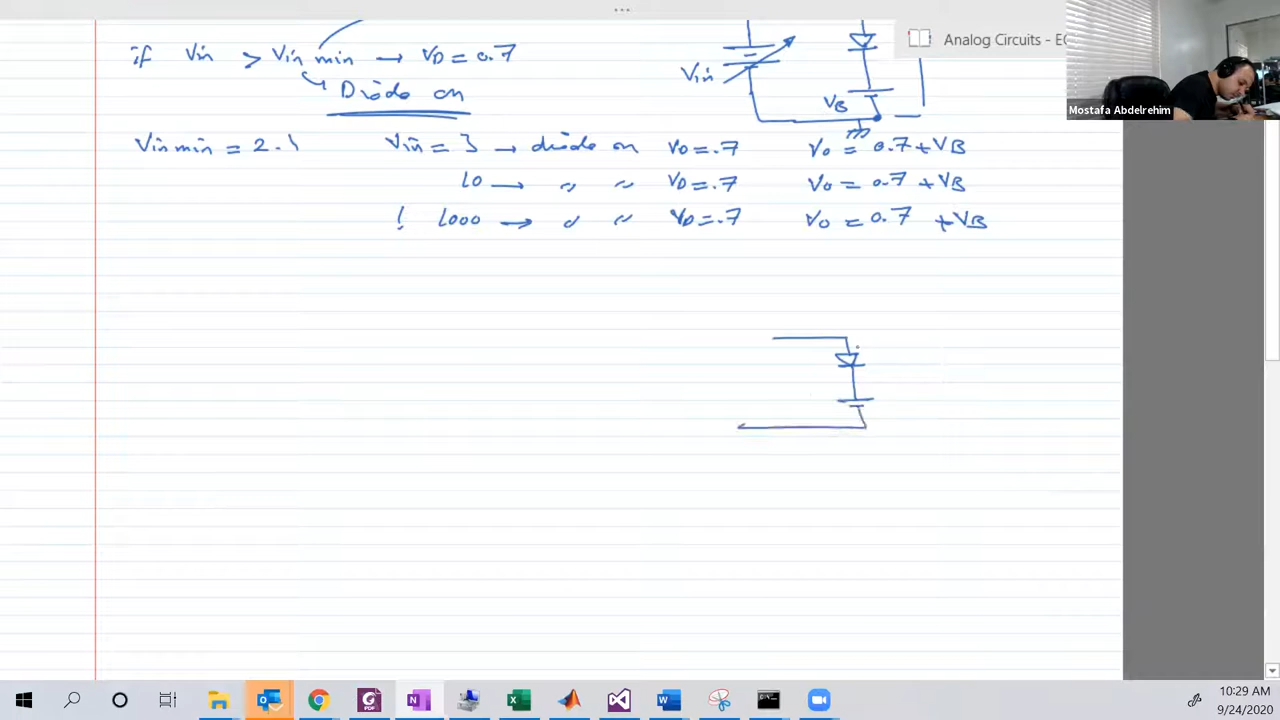 if Vin > Vin min → VD = 0.7
↳ Diode on
Vin min = 2.1 Vin = 3 → diode on VD = .7 Vo = 0.7 + VB
10 → 〃 〃 VD = .7 Vo = 0.7 + VB
! 1000 → 〃 〃 VD = .7 Vo = 0.7 + VB
Vin
VB
Analog Circuits - EC
Mostafa Abdelrehim
10:29 AM
9/24/2020